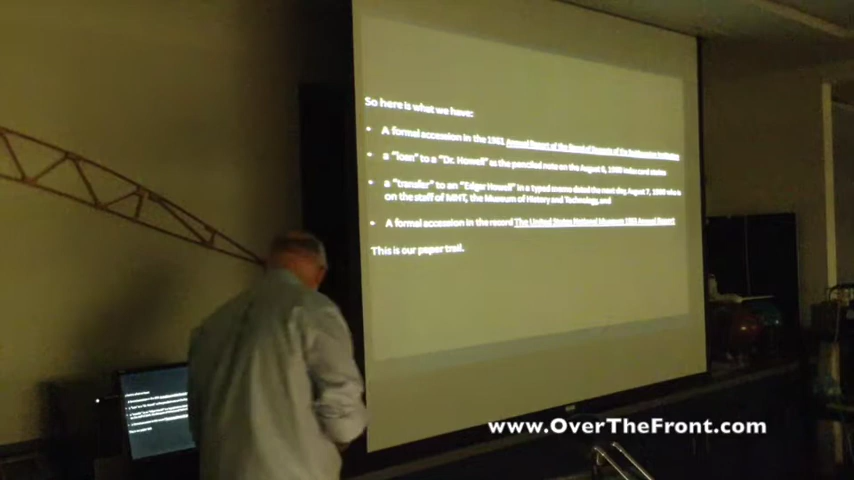 So here is what we have:
• A formal accession in the 1961 Annual Report of the Board of Regents of the Smithsonian Institution
• a "loan" to a "Dr. Howell" as the penciled note on the August 6, index card states
• a "transfer" to an "Edgar Howell" in a typed memo dated the next day, August 7, who is
on the staff of MHT, the Museum of History and Technology, and
• A formal accession in the record The United States National Museum Annual Report
This is our paper trail.
www.OverTheFront.com